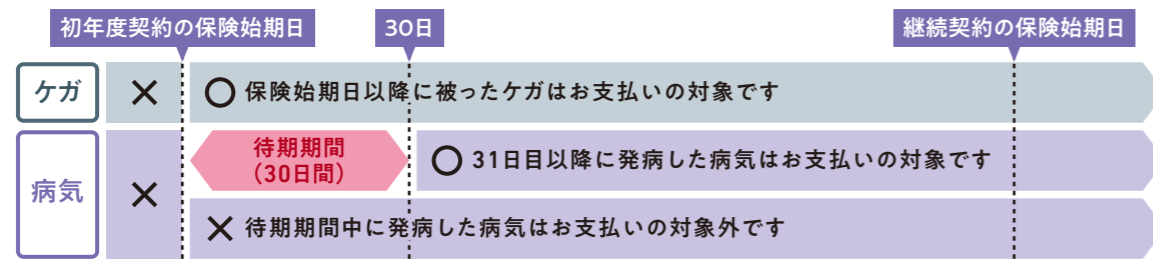 初年度契約の保険始期日
30日
継続契約の保険始期日
ケガ
×
○ 保険始期日以降に被ったケガはお支払いの対象です
病気
×
待期期間
（30日間）
○ 31日目以降に発病した病気はお支払いの対象です
× 待期期間中に発病した病気はお支払いの対象外です